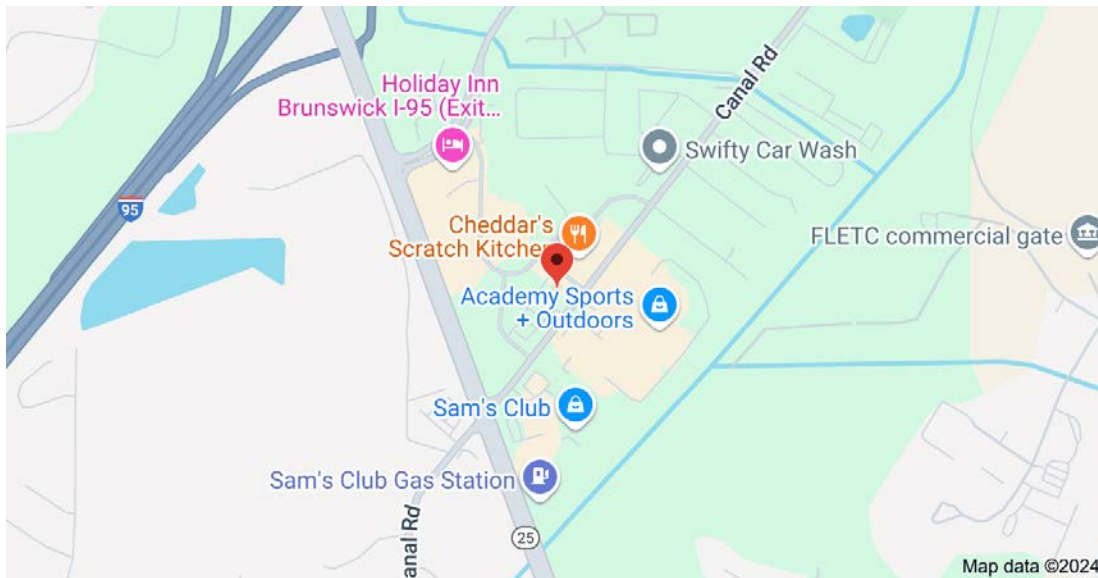 Holiday Inn
Brunswick I-95 (Exit...
Canal Rd
Swifty Car Wash
95
Cheddar's
Scratch Kitchen
FLETC commercial gate
Academy Sports
+ Outdoors
Sam's Club
Sam's Club Gas Station
anal Rd
25
Map data ©2024